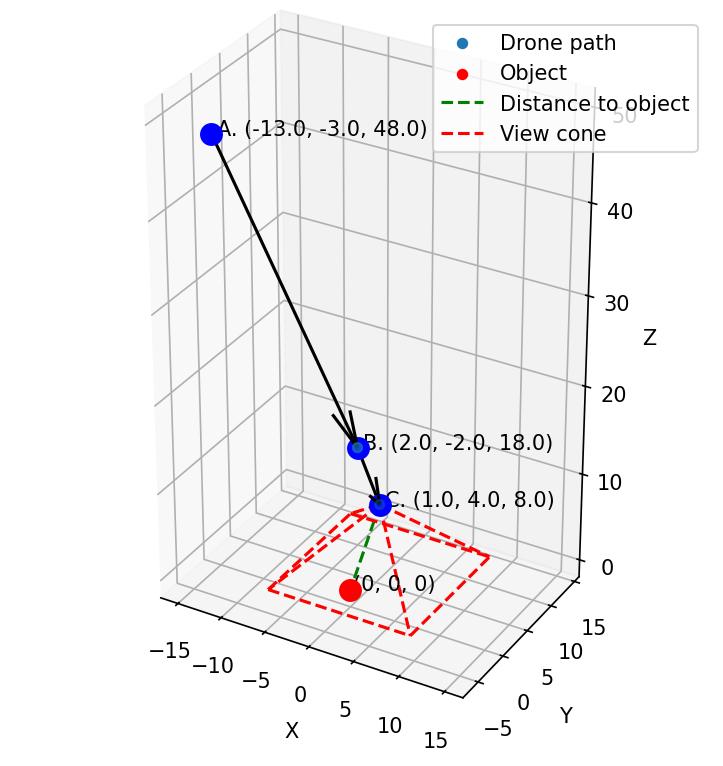 Drone path
Object
Distance to object
View cone
A. (-13.0, -3.0, 48.0)
B. (2.0, -2.0, 18.0)
C. (1.0, 4.0, 8.0)
(0, 0, 0)
50
40
30
20
10
0
Z
−15
−10
−5
0
5
10
15
X
−5
0
5
10
15
Y